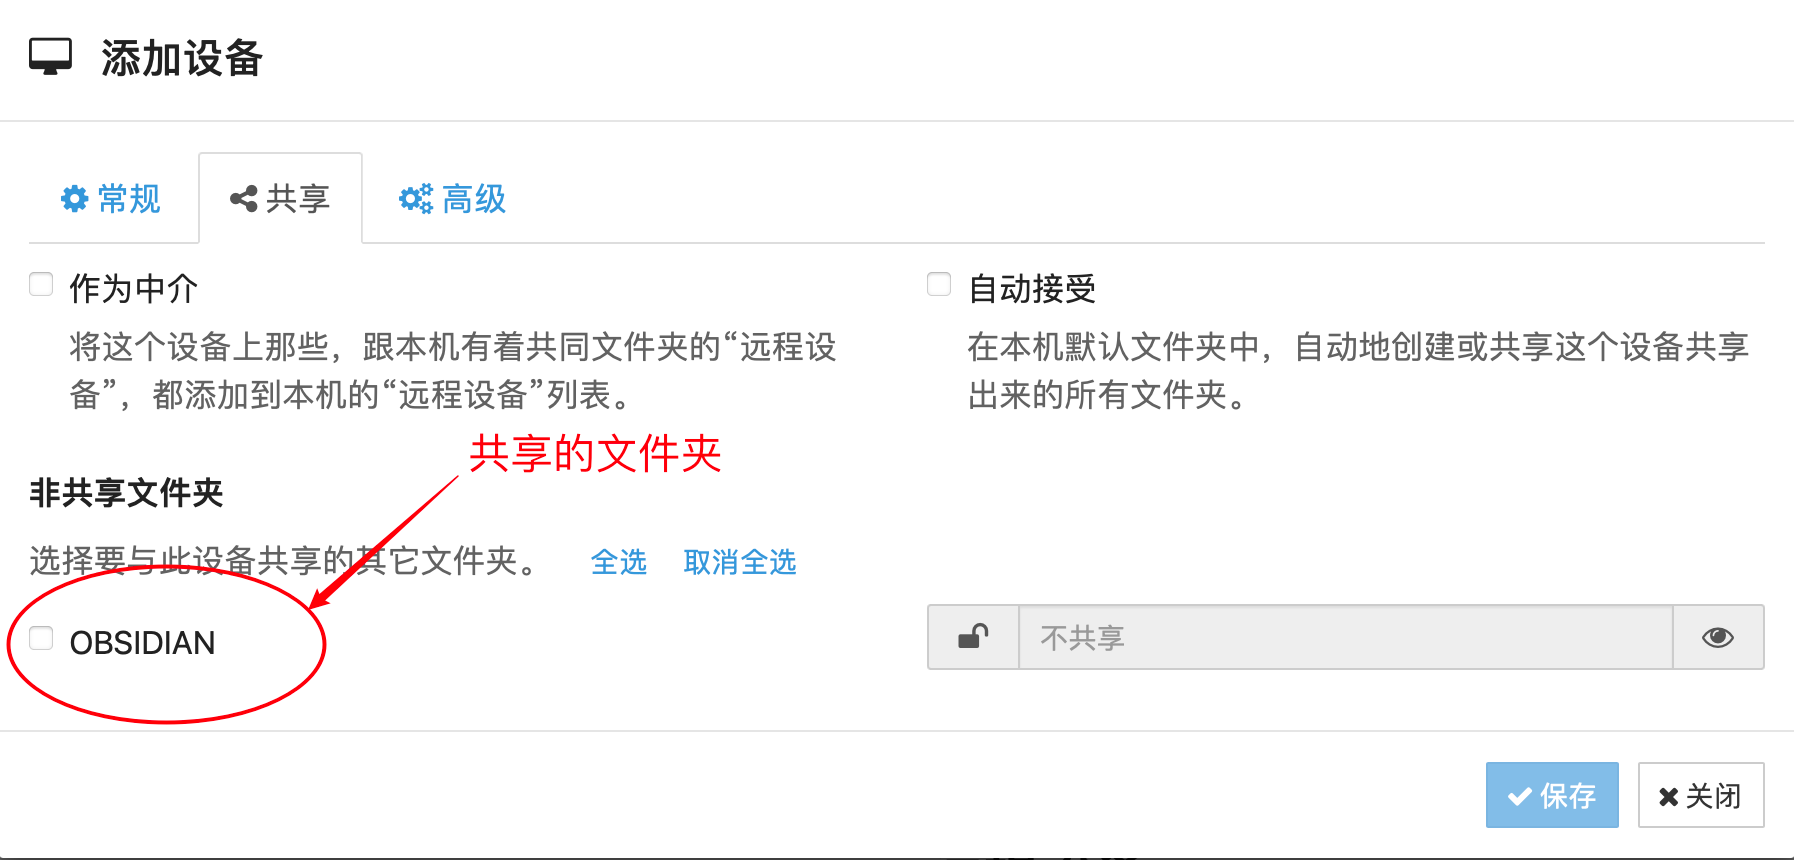 添加设备
常规
共享
高级
作为中介
将这个设备上那些，跟本机有着共同文件夹的“远程设
备”，都添加到本机的“远程设备”列表。
自动接受
在本机默认文件夹中，自动地创建或共享这个设备共享
出来的所有文件夹。
共享的文件夹
非共享文件夹
选择要与此设备共享的其它文件夹。 全选 取消全选
OBSIDIAN
不共享
保存
关闭